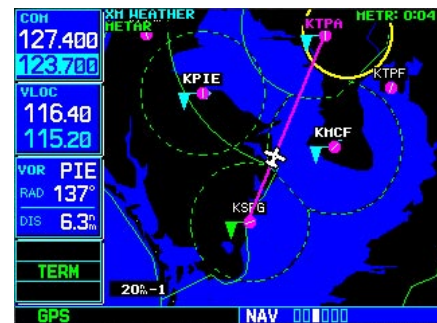 COM
127.400
123.700
VLOC
116.40
115.20
VOR PIE
RAD 137°
DIS 6.3nm
TERM
GPS
XM WEATHER
METAR
METR: 0:04
KTPA
KTPF
KPIE
KMCF
KSPG
20nm-1
NAV